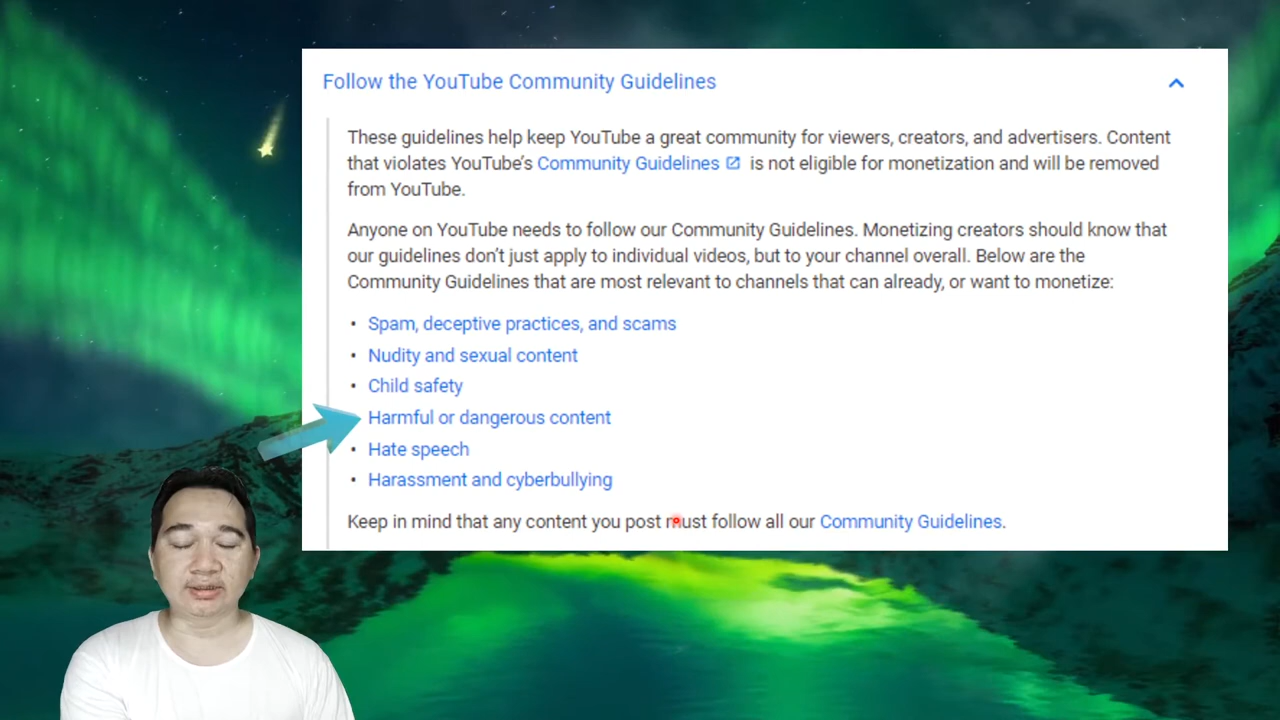 Follow the YouTube Community Guidelines
These guidelines help keep YouTube a great community for viewers, creators, and advertisers. Content
that violates YouTube's Community Guidelines is not eligible for monetization and will be removed
from YouTube.
Anyone on YouTube needs to follow our Community Guidelines. Monetizing creators should know that
our guidelines don't just apply to individual videos, but to your channel overall. Below are the
Community Guidelines that are most relevant to channels that can already, or want to monetize:
• Spam, deceptive practices, and scams
• Nudity and sexual content
• Child safety
Harmful or dangerous content
• Hate speech
• Harassment and cyberbullying
Keep in mind that any content you post must follow all our Community Guidelines.